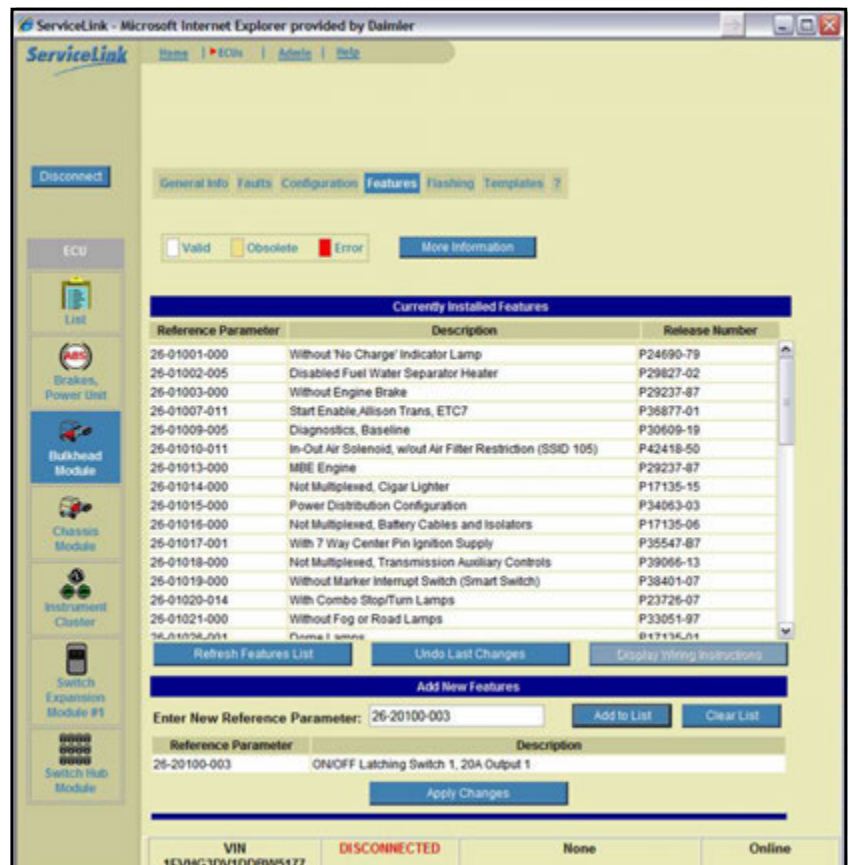 ServiceLink - Microsoft Internet Explorer provided by Daimler
ServiceLink
Home | ECUs | Admin | Help
Disconnect
General Info Faults Configuration Features Flashing Templates ?
ECU
Valid Obsolete Error More Information
List
Brakes, Power Unit
Bulkhead Module
Chassis Module
Instrument Cluster
Switch Expansion Module #1
Switch Hub Module
Currently Installed Features
Reference Parameter Description Release Number
26-01001-000 Without 'No Charge' Indicator Lamp P24690-79
26-01002-005 Disabled Fuel Water Separator Heater P29827-02
26-01003-000 Without Engine Brake P29237-87
26-01007-011 Start Enable,Allison Trans, ETC7 P36877-01
26-01009-005 Diagnostics, Baseline P30609-19
26-01010-011 In-Out Air Solenoid, w/out Air Filter Restriction (SSID 105) P42418-50
26-01013-000 MBE Engine P29237-87
26-01014-000 Not Multiplexed, Cigar Lighter P17135-15
26-01015-000 Power Distribution Configuration P34063-03
26-01016-000 Not Multiplexed, Battery Cables and Isolators P17135-06
26-01017-001 With 7 Way Center Pin Ignition Supply P35547-B7
26-01018-000 Not Multiplexed, Transmission Auxiliary Controls P39066-13
26-01019-000 Without Marker Interrupt Switch (Smart Switch) P38401-07
26-01020-014 With Combo Stop/Turn Lamps P23726-07
26-01021-000 Without Fog or Road Lamps P33051-97
26-01026-001 Dome Lamps P17135-01
Refresh Features List Undo Last Changes Display Wiring Instructions
Add New Features
Enter New Reference Parameter: 26-20100-003 Add to List Clear List
Reference Parameter Description
26-20100-003 ON/OFF Latching Switch 1, 20A Output 1
Apply Changes
VIN DISCONNECTED None Online